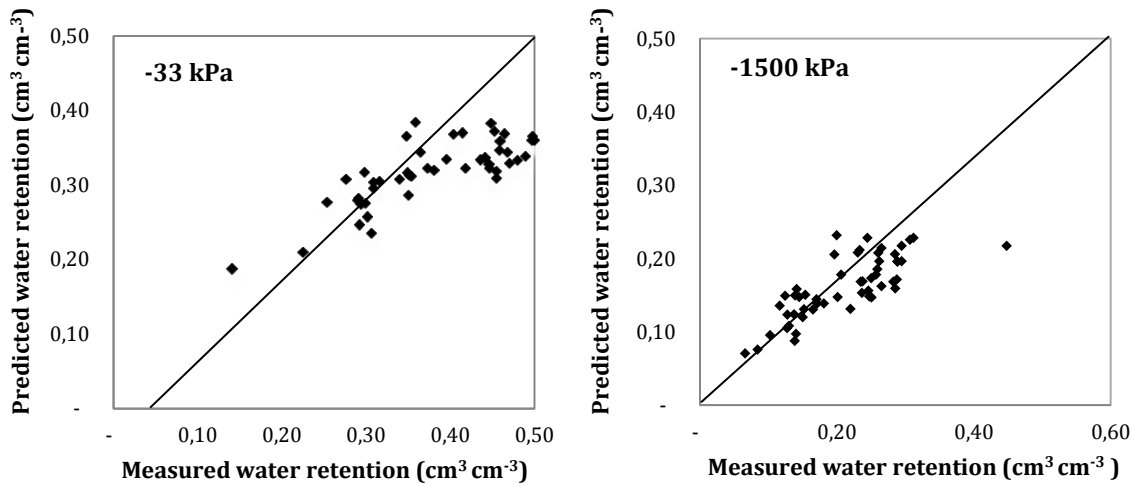 -33 kPa
Predicted water retention (cm³ cm-³)
0,50
0,40
0,30
0,20
0,10
-
- 0,10 0,30 0,40 0,50
Measured water retention (cm³ cm-³)
-1500 kPa
Predicted water retention (cm³ cm-³)
0,50
0,40
0,30
0,20
0,10
-
- 0,20 0,40 0,60
Measured water retention (cm³ cm-³ )